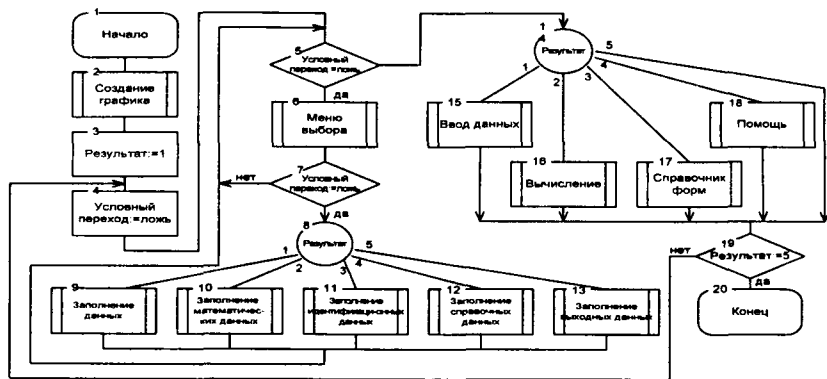 1
Начало
2
Создание
графика
3
Результат:=1
4
Условный
переход:=ложь
5
Условный
переход =ложь
да
6
Меню
выбора
7
Условный
переход =ложь
нет
да
8
Результат
1
2
3
4
5
9
Заполнение
данных
10
Заполнение
математичес-
ких данных
11
Заполнение
идентификационных
данных
12
Заполнение
справочных
данных
13
Заполнение
выходных данных
1
4
Результат
1
2
3
4
5
15
Ввод данных
16
Вычисление
17
Справочник
форм
18
Помощь
19
Результат =5
нет
да
20
Конец